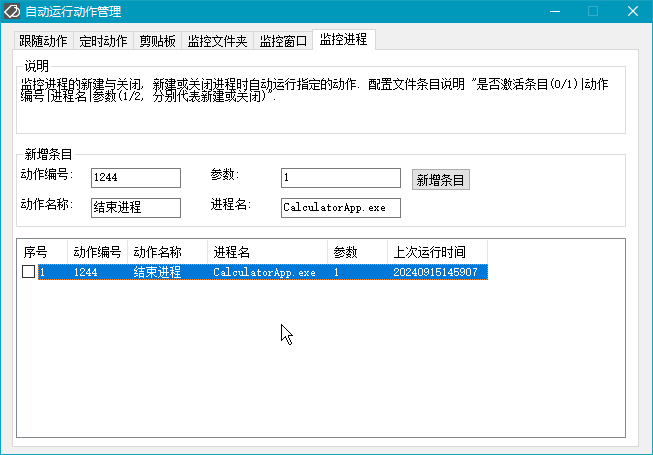 自动运行动作管理
跟随动作 定时动作 剪贴板 监控文件夹 监控窗口 监控进程
说明
监控进程的新建与关闭, 新建或关闭进程时自动运行指定的动作. 配置文件条目说明 "是否激活条目(0/1)|动作
编号|进程名|参数(1/2, 分别代表新建或关闭)".
新增条目
动作编号: 1244 参数: 1 新增条目
动作名称: 结束进程 进程名: CalculatorApp.exe
序号 动作编号 动作名称 进程名 参数 上次运行时间
1 1244 结束进程 CalculatorApp.exe 1 20240915145907